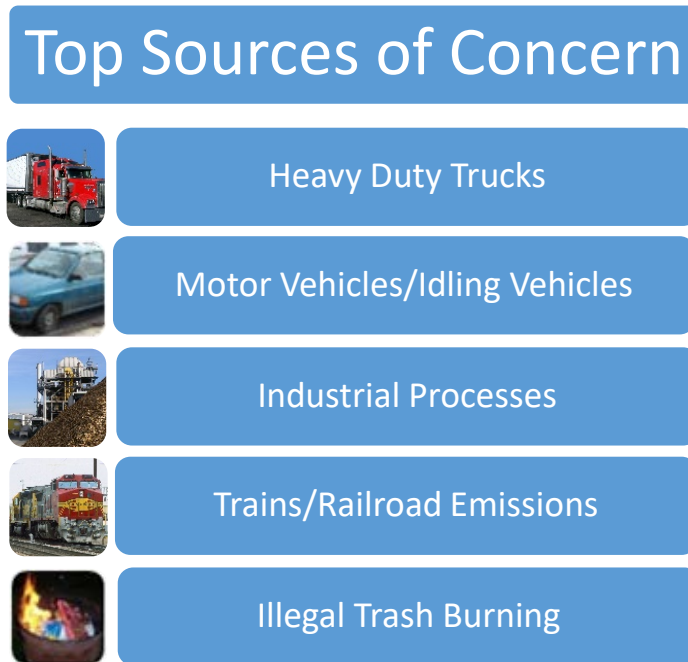 Top Sources of Concern
Heavy Duty Trucks
Motor Vehicles/Idling Vehicles
Industrial Processes
Trains/Railroad Emissions
Illegal Trash Burning